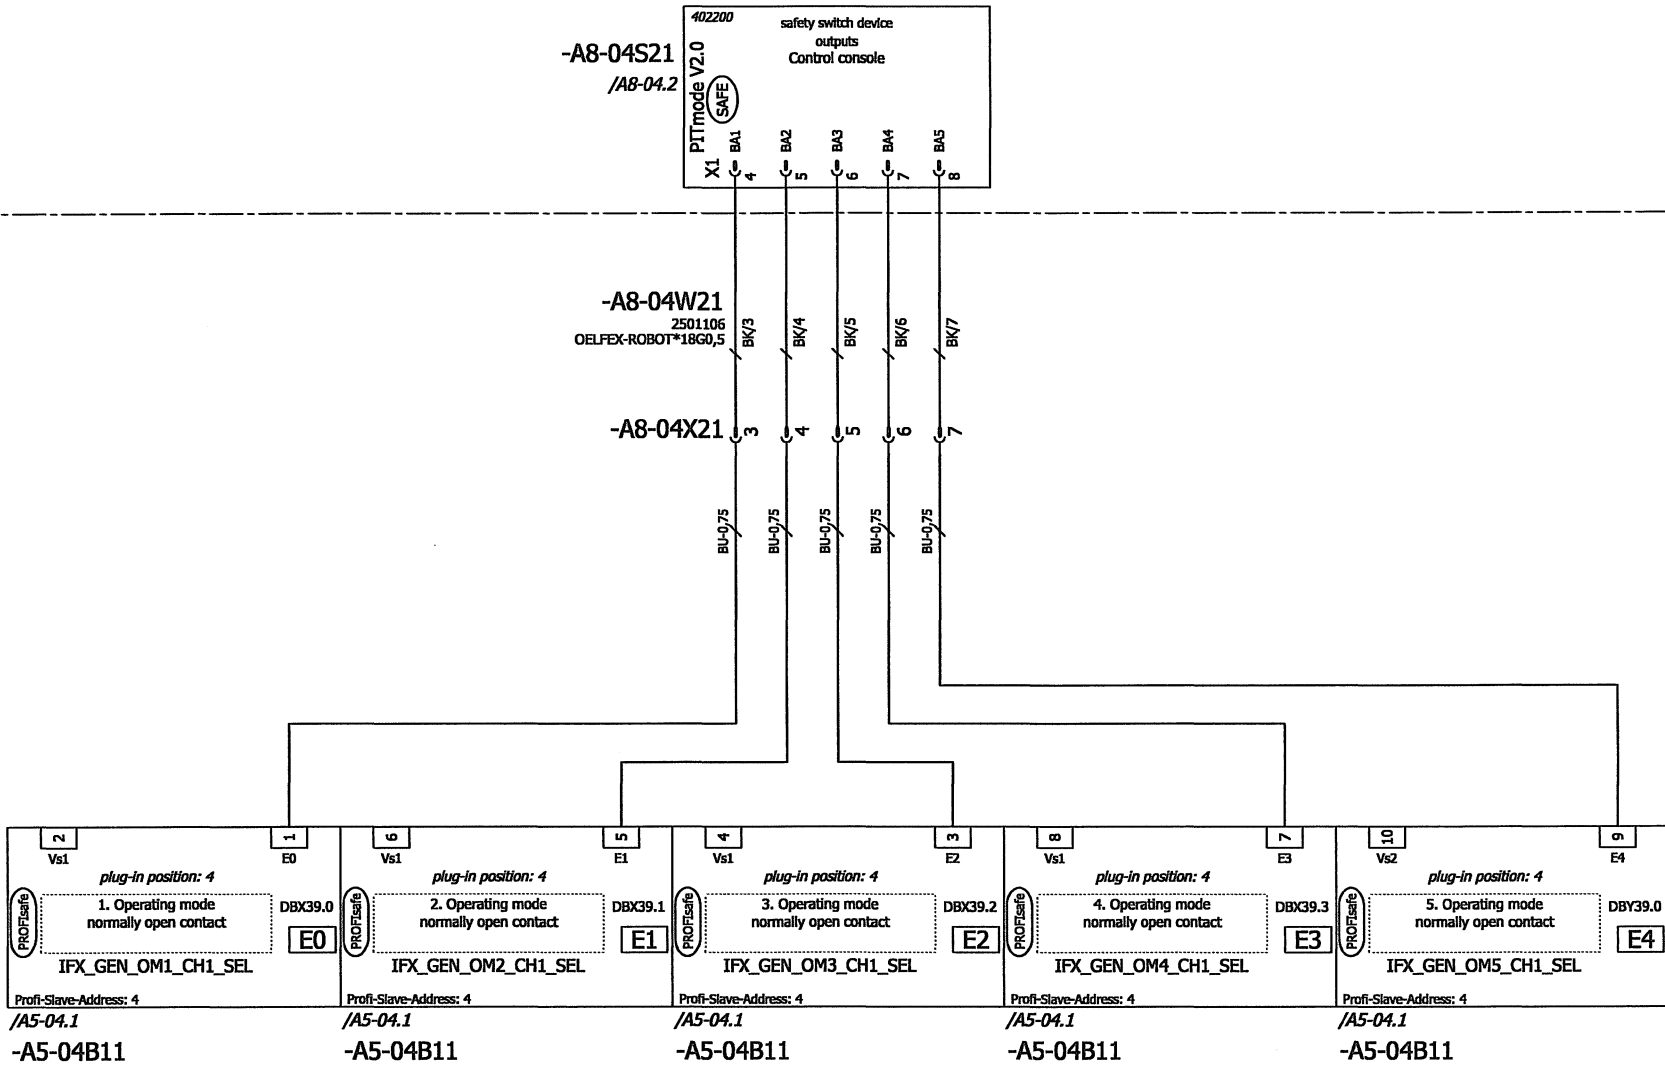 402200
safety switch device
outputs
Control console
-A8-04S21
/A8-04.2
PITmode V2.0
SAFE
X1
BA1
BA2
BA3
BA4
BA5
4
5
6
7
8
-A8-04W21
2501106
OELFEX-ROBOT*18G0,5
BK/3
BK/4
BK/5
BK/6
BK/7
-A8-04X21
3
4
5
6
7
BU-0,75
BU-0,75
BU-0,75
BU-0,75
BU-0,75
2
Vs1
1
E0
plug-in position: 4
PROFIsafe
1. Operating mode
normally open contact
DBX39.0
E0
IFX_GEN_OM1_CH1_SEL
Profi-Slave-Address: 4
/A5-04.1
-A5-04B11
6
Vs1
5
E1
plug-in position: 4
PROFIsafe
2. Operating mode
normally open contact
DBX39.1
E1
IFX_GEN_OM2_CH1_SEL
Profi-Slave-Address: 4
/A5-04.1
-A5-04B11
4
Vs1
3
E2
plug-in position: 4
PROFIsafe
3. Operating mode
normally open contact
DBX39.2
E2
IFX_GEN_OM3_CH1_SEL
Profi-Slave-Address: 4
/A5-04.1
-A5-04B11
8
Vs1
7
E3
plug-in position: 4
PROFIsafe
4. Operating mode
normally open contact
DBX39.3
E3
IFX_GEN_OM4_CH1_SEL
Profi-Slave-Address: 4
/A5-04.1
-A5-04B11
10
Vs2
9
E4
plug-in position: 4
PROFIsafe
5. Operating mode
normally open contact
DBY39.0
E4
IFX_GEN_OM5_CH1_SEL
Profi-Slave-Address: 4
/A5-04.1
-A5-04B11